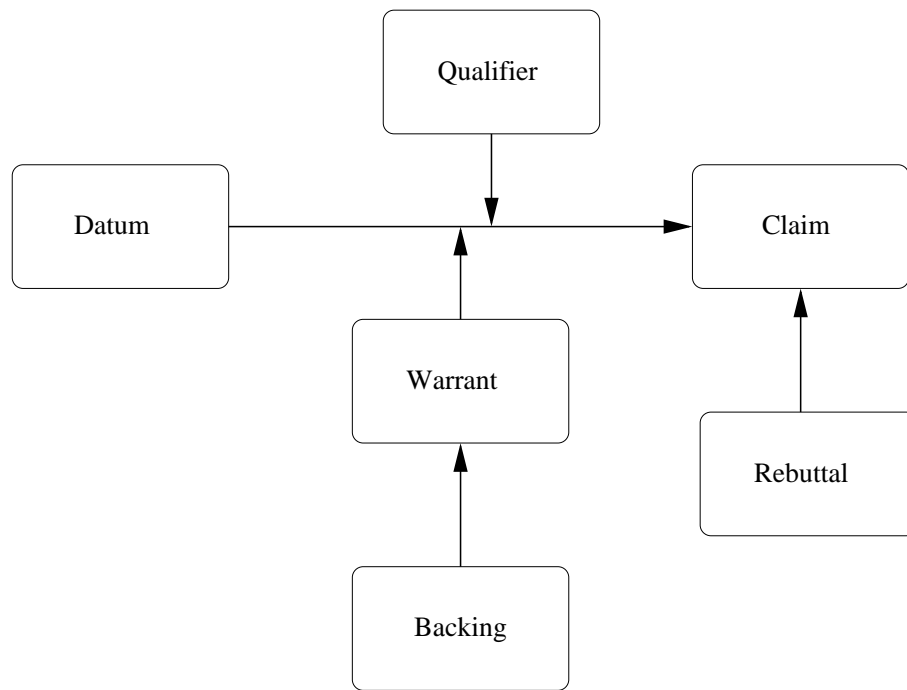 Qualifier
Datum
Claim
Warrant
Rebuttal
Backing